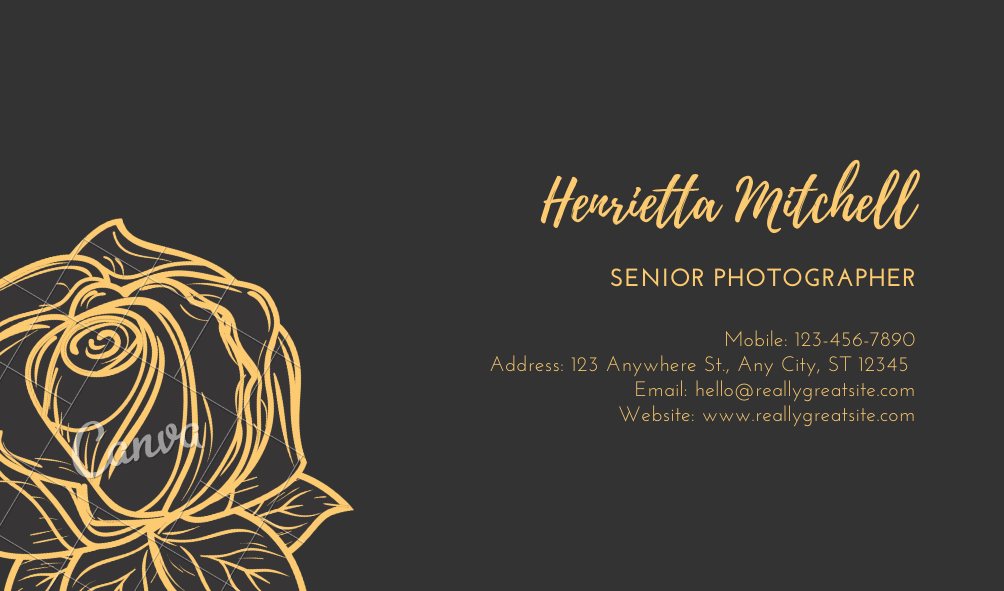 Henrietta Mitchell
SENIOR PHOTOGRAPHER
Mobile: 123-456-7890
Address: 123 Anywhere St., Any City, ST 12345
Email: hello@reallygreatsite.com
Website: www.reallygreatsite.com
Canva